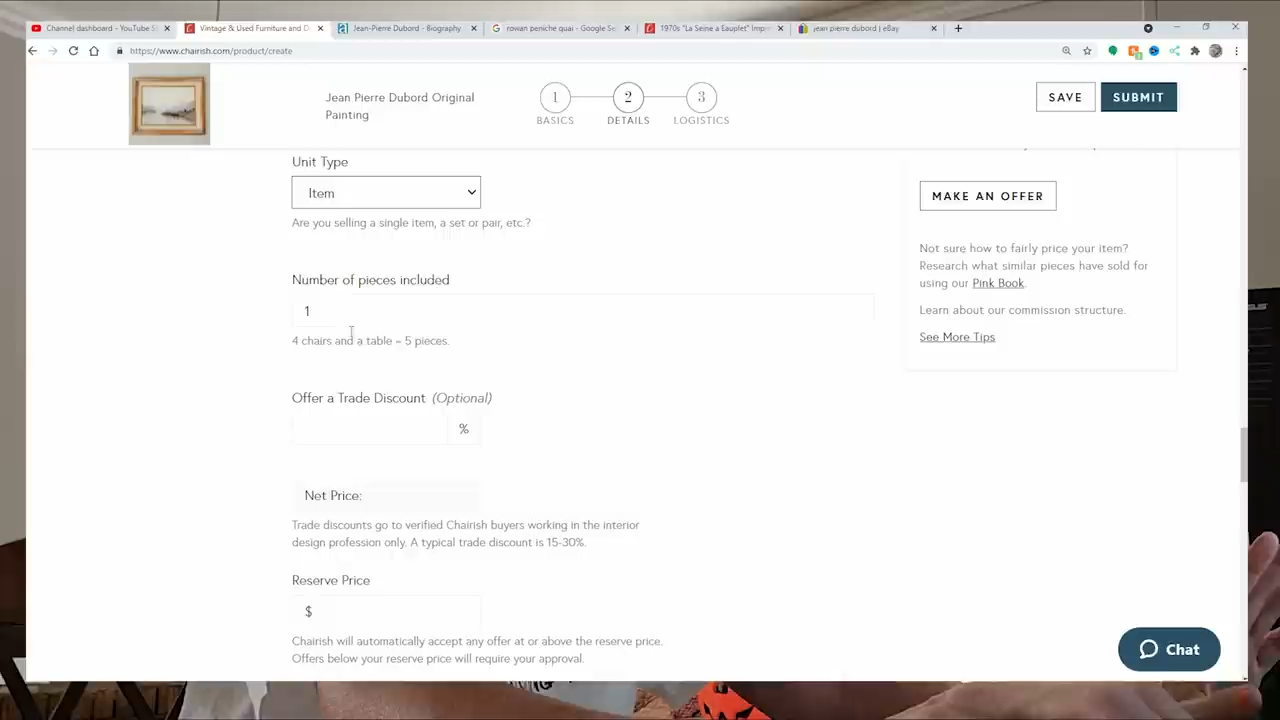 Channel dashboard - YouTube S
Vintage & Used Furniture and D
Jean-Pierre Dubord - Biography
rowan peniche quai - Google Se
1970s "La Seine a Eauplet" Impr
jean pierre dubord | eBay
https://www.chairish.com/product/create
Jean Pierre Dubord Original
Painting
1
2
3
BASICS
DETAILS
LOGISTICS
SAVE
SUBMIT
Unit Type
Item
Are you selling a single item, a set or pair, etc.?
Number of pieces included
1
4 chairs and a table = 5 pieces.
Offer a Trade Discount (Optional)
%
Net Price:
Trade discounts go to verified Chairish buyers working in the interior
design profession only. A typical trade discount is 15-30%.
Reserve Price
$
Chairish will automatically accept any offer at or above the reserve price.
Offers below your reserve price will require your approval.
MAKE AN OFFER
Not sure how to fairly price your item?
Research what similar pieces have sold for
using our Pink Book.
Learn about our commission structure.
See More Tips
Chat